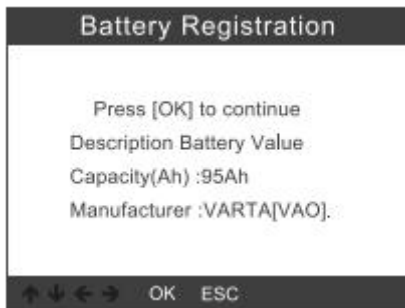 Battery Registration
Press [OK] to continue
Description Battery Value
Capacity(Ah) :95Ah
Manufacturer :VARTA[VAO].
OK ESC